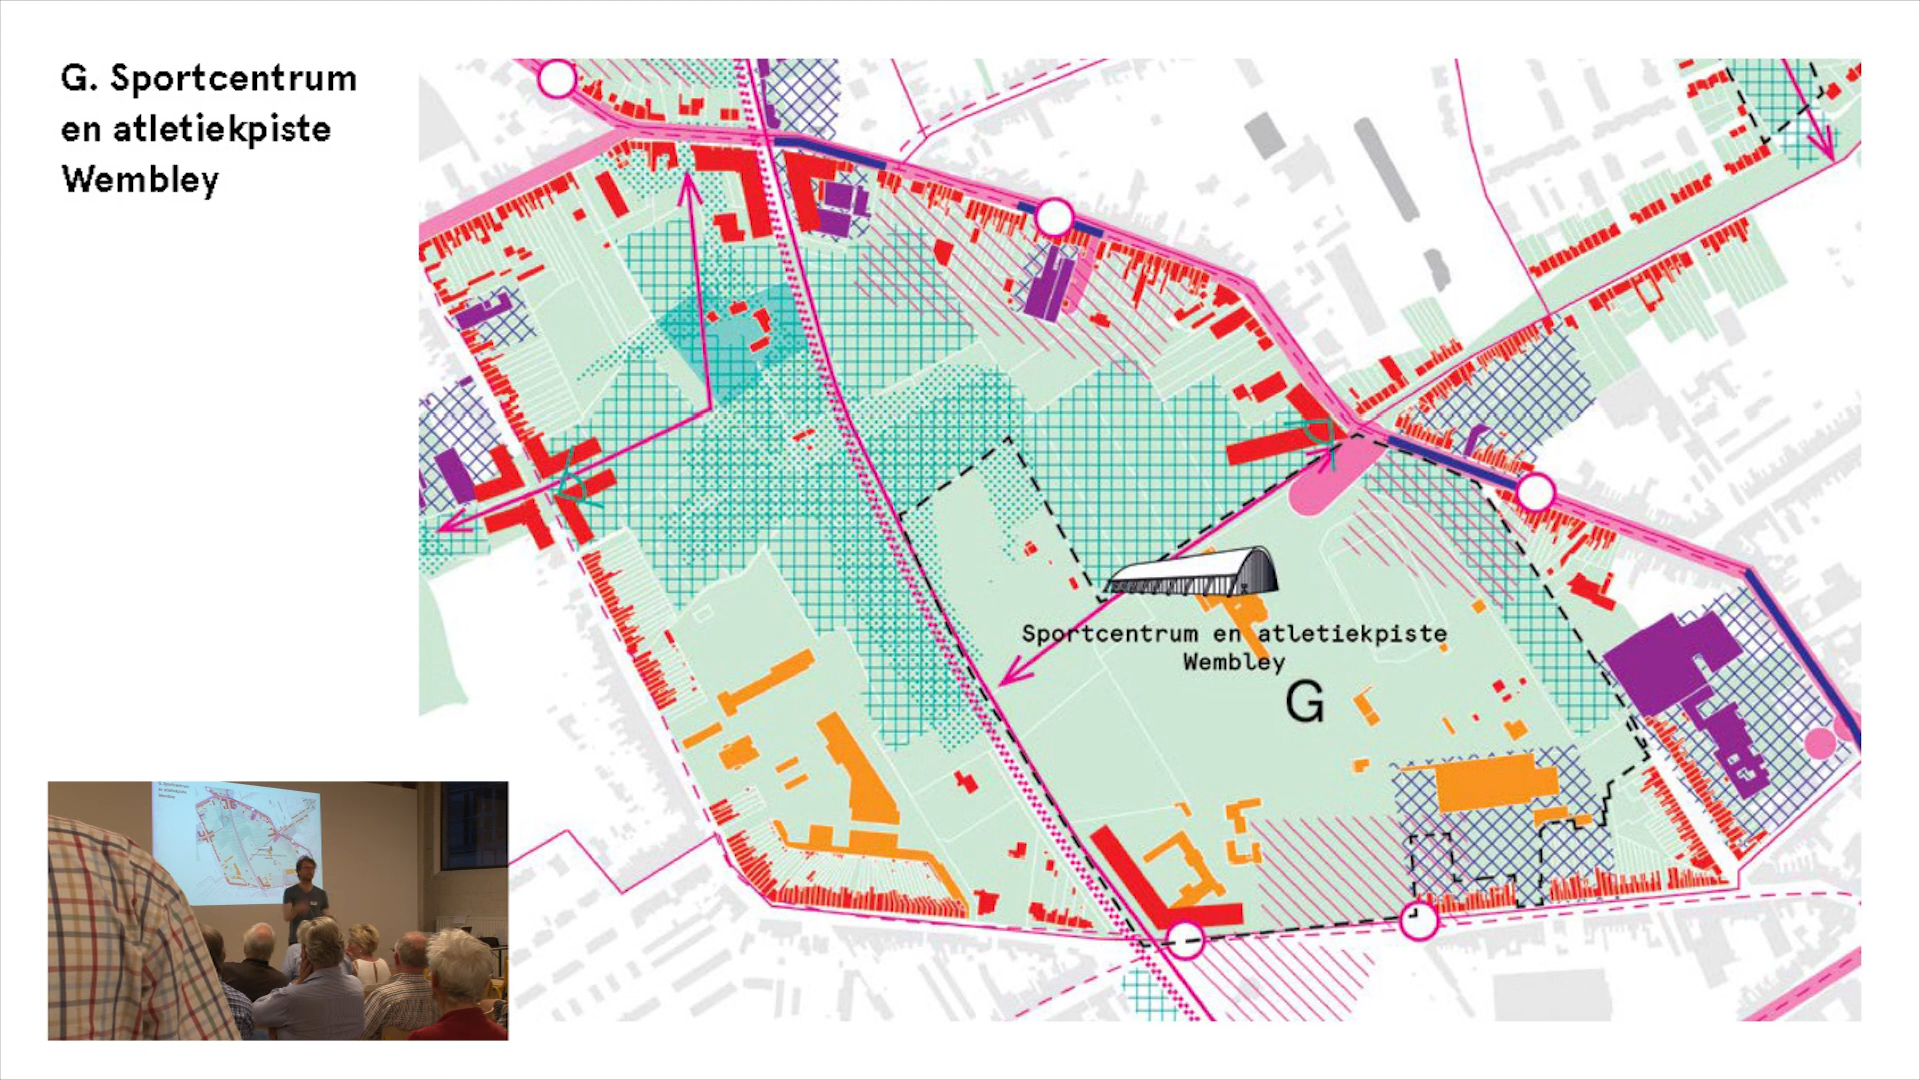 G. Sportcentrum
en atletiekpiste
Wembley
Sportcentrum en atletiekpiste
Wembley
G